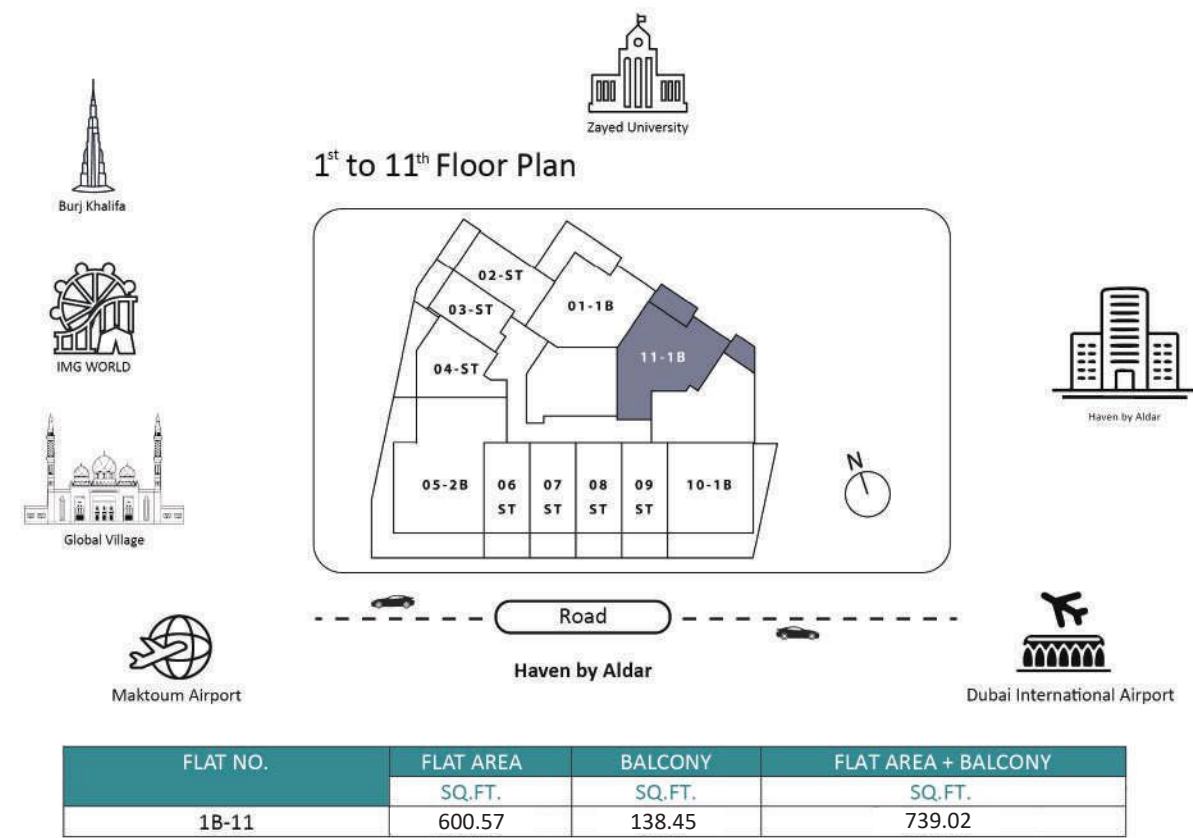 Zayed University
Burj Khalifa
1st to 11th Floor Plan
02-ST
03-ST
01-1B
04-ST
11-1B
IMG WORLD
Haven by Aldar
Global Village
N
05-2B
06 ST
07 ST
08 ST
09 ST
10-1B
Road
Haven by Aldar
Maktoum Airport
Dubai International Airport
FLAT NO. FLAT AREA BALCONY FLAT AREA + BALCONY
SQ.FT. SQ.FT. SQ.FT.
1B-11 600.57 138.45 739.02